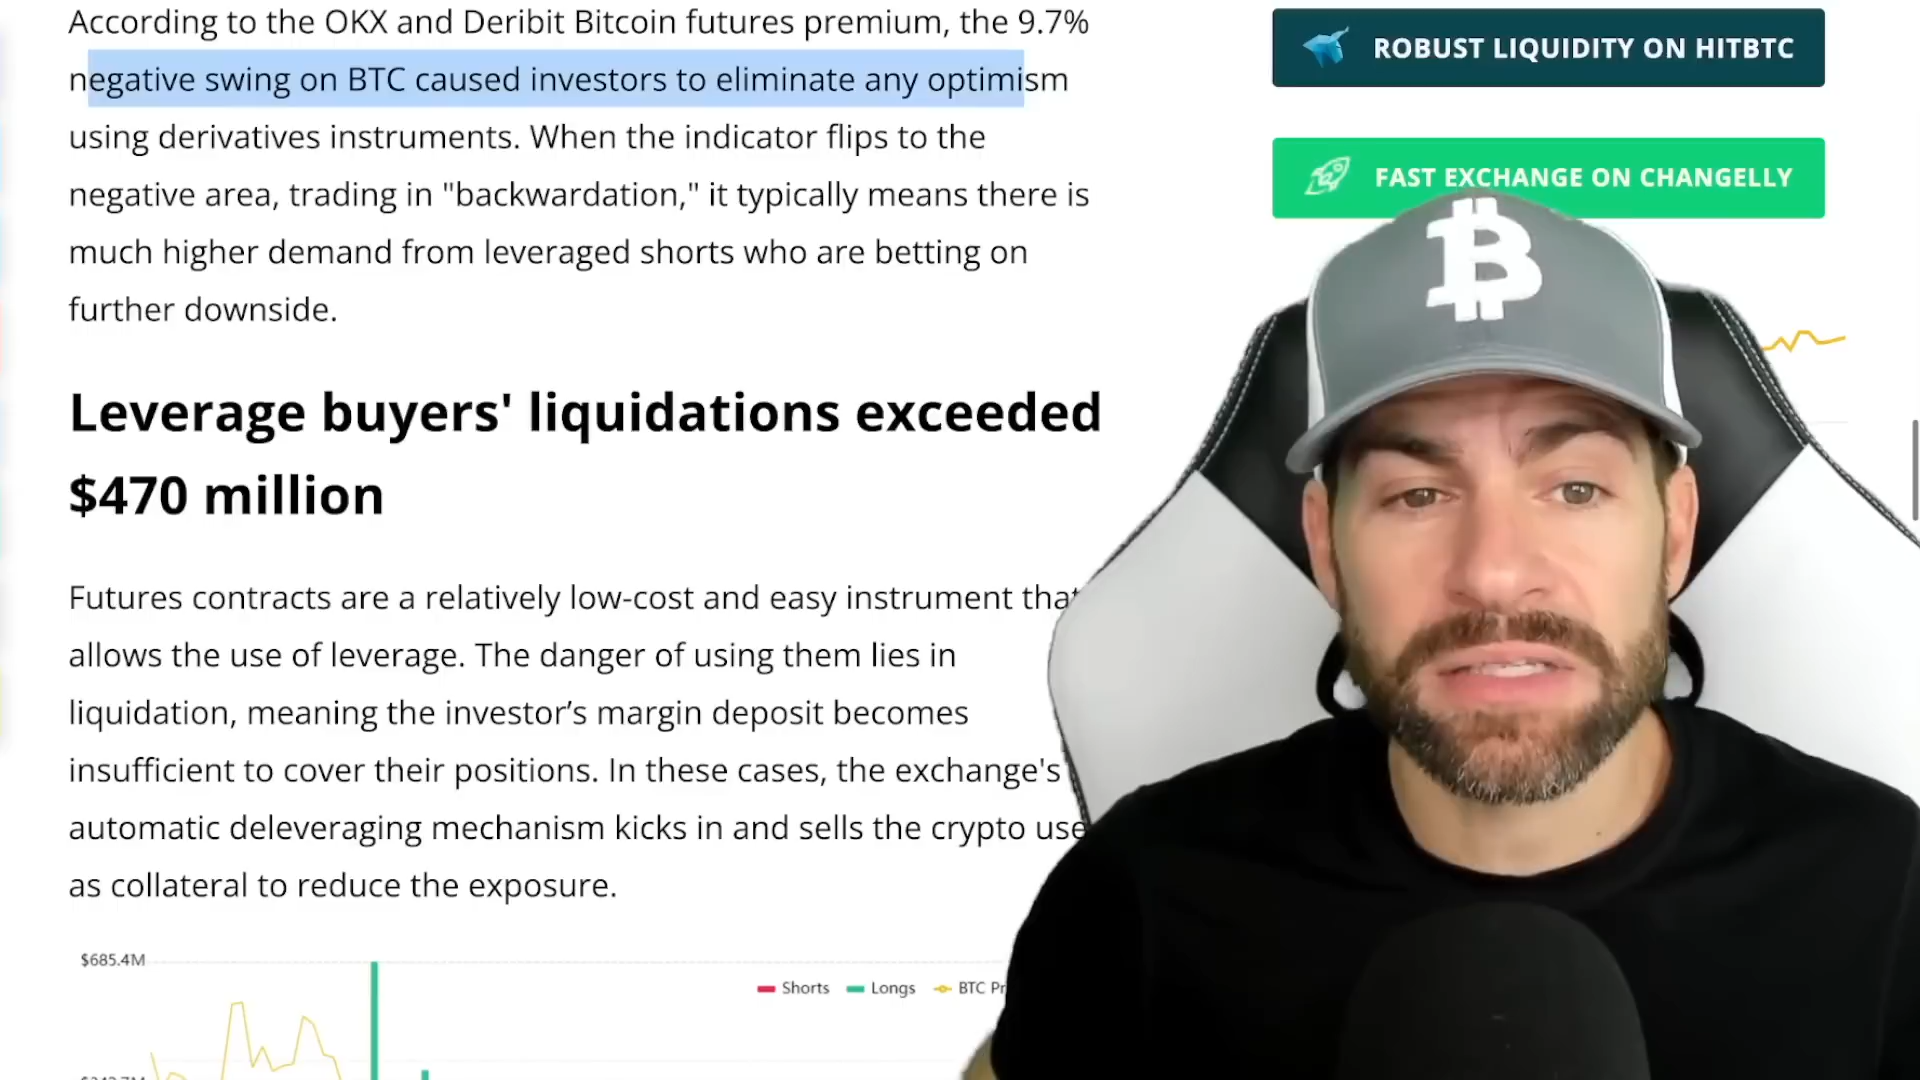 According to the OKX and Deribit Bitcoin futures premium, the 9.7%
negative swing on BTC caused investors to eliminate any optimism
using derivatives instruments. When the indicator flips to the
negative area, trading in "backwardation," it typically means there is
much higher demand from leveraged shorts who are betting on
further downside.
Leverage buyers' liquidations exceeded
$470 million
Futures contracts are a relatively low-cost and easy instrument that
allows the use of leverage. The danger of using them lies in
liquidation, meaning the investor’s margin deposit becomes
insufficient to cover their positions. In these cases, the exchange's
automatic deleveraging mechanism kicks in and sells the crypto use
as collateral to reduce the exposure.
$685.4M
Shorts Longs BTC Pr
ROBUST LIQUIDITY ON HITBTC
FAST EXCHANGE ON CHANGELLY